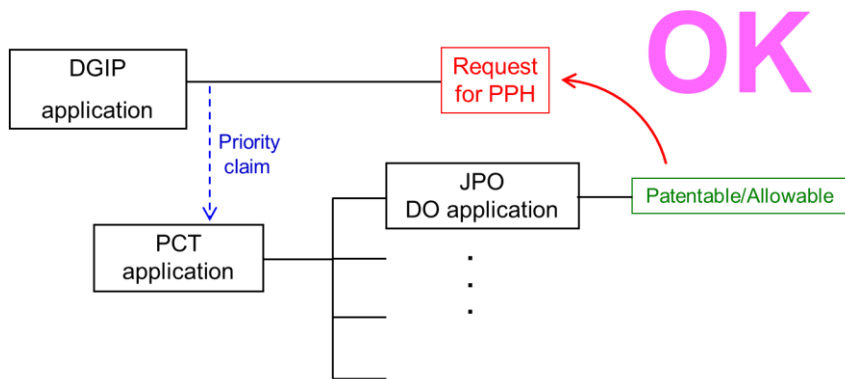 OK
DGIP
application
Request
for PPH
Priority
claim
JPO
DO application
Patentable/Allowable
PCT
application